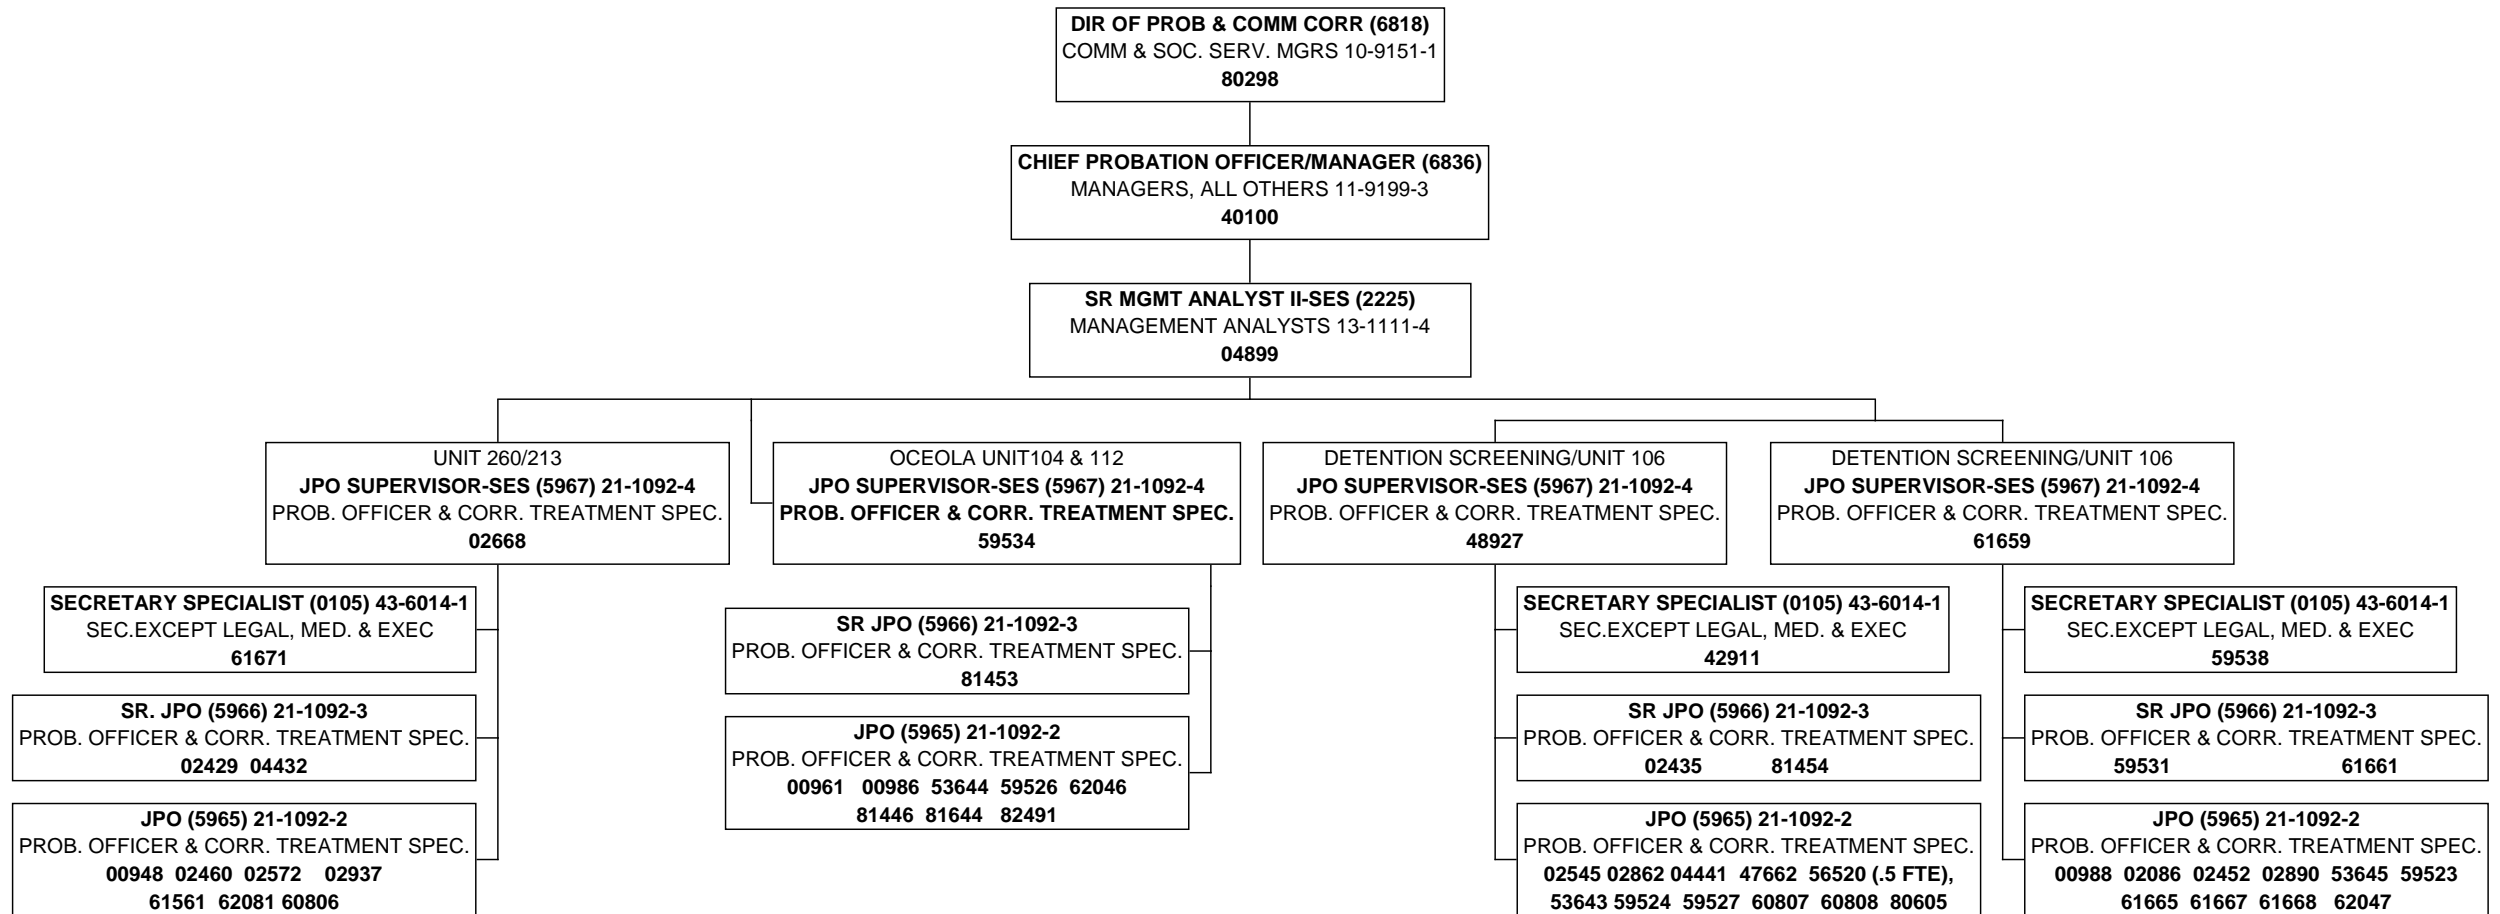 DIR OF PROB & COMM CORR (6818)
COMM & SOC. SERV. MGRS 10-9151-1
80298
CHIEF PROBATION OFFICER/MANAGER (6836)
MANAGERS, ALL OTHERS 11-9199-3
40100
SR MGMT ANALYST II-SES (2225)
MANAGEMENT ANALYSTS 13-1111-4
04899
UNIT 260/213
JPO SUPERVISOR-SES (5967) 21-1092-4
PROB. OFFICER & CORR. TREATMENT SPEC.
02668
SECRETARY SPECIALIST (0105) 43-6014-1
SEC.EXCEPT LEGAL, MED. & EXEC
61671
SR. JPO (5966) 21-1092-3
PROB. OFFICER & CORR. TREATMENT SPEC.
02429 04432
JPO (5965) 21-1092-2
PROB. OFFICER & CORR. TREATMENT SPEC.
00948 02460 02572 02937
61561 62081 60806
OCEOLA UNIT104 & 112
JPO SUPERVISOR-SES (5967) 21-1092-4
PROB. OFFICER & CORR. TREATMENT SPEC.
59534
SR JPO (5966) 21-1092-3
PROB. OFFICER & CORR. TREATMENT SPEC.
81453
JPO (5965) 21-1092-2
PROB. OFFICER & CORR. TREATMENT SPEC.
00961 00986 53644 59526 62046
81446 81644 82491
DETENTION SCREENING/UNIT 106
JPO SUPERVISOR-SES (5967) 21-1092-4
PROB. OFFICER & CORR. TREATMENT SPEC.
48927
SECRETARY SPECIALIST (0105) 43-6014-1
SEC.EXCEPT LEGAL, MED. & EXEC
42911
SR JPO (5966) 21-1092-3
PROB. OFFICER & CORR. TREATMENT SPEC.
02435 81454
JPO (5965) 21-1092-2
PROB. OFFICER & CORR. TREATMENT SPEC.
02545 02862 04441 47662 56520 (.5 FTE),
53643 59524 59527 60807 60808 80605
DETENTION SCREENING/UNIT 106
JPO SUPERVISOR-SES (5967) 21-1092-4
PROB. OFFICER & CORR. TREATMENT SPEC.
61659
SECRETARY SPECIALIST (0105) 43-6014-1
SEC.EXCEPT LEGAL, MED. & EXEC
59538
SR JPO (5966) 21-1092-3
PROB. OFFICER & CORR. TREATMENT SPEC.
59531 61661
JPO (5965) 21-1092-2
PROB. OFFICER & CORR. TREATMENT SPEC.
00988 02086 02452 02890 53645 59523
61665 61667 61668 62047